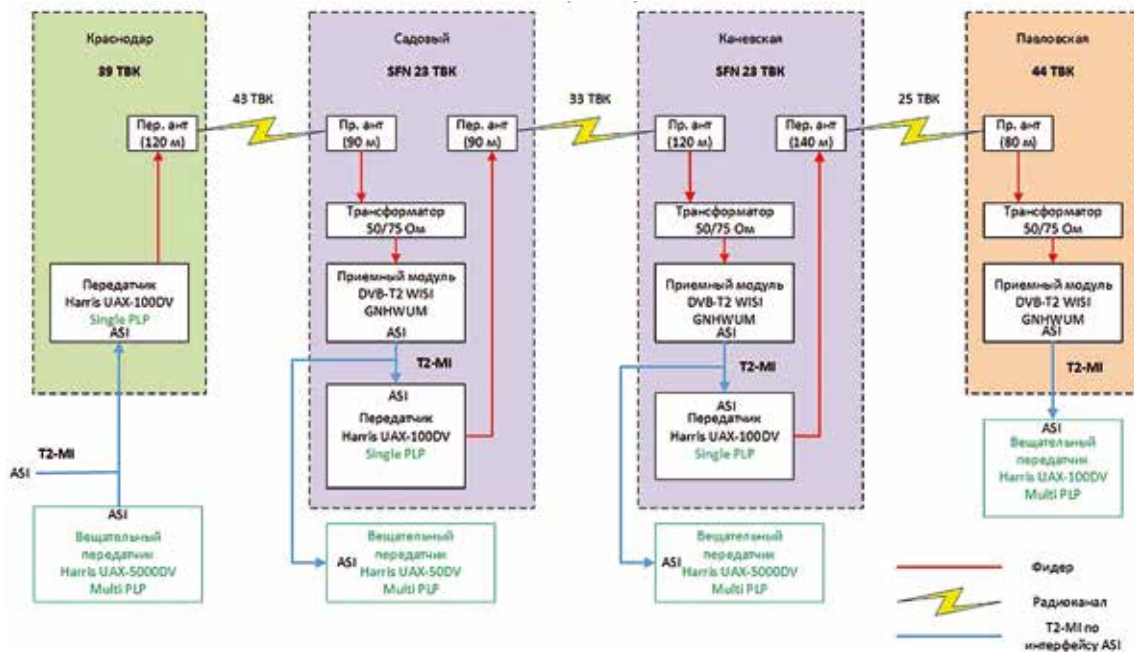 Краснодар
39 ТВК
Пер. ант
(120 м)
Передатчик
Harris UAX-100DV
Single PLP
ASI
T2-MI
ASI
ASI
Вещательный
передатчик
Harris UAX-5000DV
Multi PLP
43 ТВК
Садовый
SFN 23 ТВК
Пр. ант
(90 м)
Пер. ант
(90 м)
Трансформатор
50/75 Ом
Приемный модуль
DVB-T2 WISI
GNHWUM
ASI
T2-MI
ASI
Передатчик
Harris UAX-100DV
Single PLP
ASI
Вещательный
передатчик
Harris UAX-50DV
Multi PLP
33 ТВК
Каневская
SFN 23 ТВК
Пр. ант
(120 м)
Пер. ант
(140 м)
Трансформатор
50/75 Ом
Приемный модуль
DVB-T2 WISI
GNHWUM
ASI
T2-MI
ASI
Передатчик
Harris UAX-100DV
Single PLP
ASI
Вещательный
передатчик
Harris UAX-5000DV
Multi PLP
25 ТВК
Павловская
44 ТВК
Пр. ант
(80 м)
Трансформатор
50/75 Ом
Приемный модуль
DVB-T2 WISI
GNHWUM
ASI
T2-MI
ASI
Вещательный
передатчик
Harris UAX-100DV
Multi PLP
Фидер
Радиоканал
T2-MI по
интерфейсу ASI